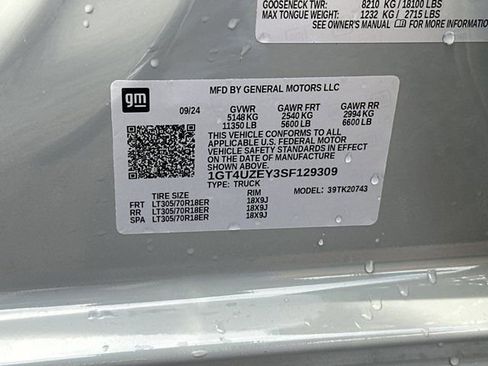 GOOSENECK TWR: 8210 KG/18100 LBS
MAX TONGUE WEIGHT: 1232 KG/ 2715 LBS
SEE OWNER'S MANUAL FOR MORE INFORMATION
gm
MFD BY GENERAL MOTORS LLC
09/24 GVWR GAWR FRT GAWR RR
5148 KG 2540 KG 2994 KG
11350 LB 5600 LB 6600 LB
THIS VEHICLE CONFORMS TO ALL
APPLICABLE U.S. FEDERAL MOTOR
VEHICLE SAFETY STANDARDS IN
EFFECT ON THE DATE OF
MANUFACTURE SHOWN ABOVE.
1GT4UZEY3SF129309
TYPE: TRUCK MODEL: 39TK20743
TIRE SIZE RIM
FRT LT305/70R18ER 18X9J
RR LT305/70R18ER 18X9J
SPA LT305/70R18ER 18X9J